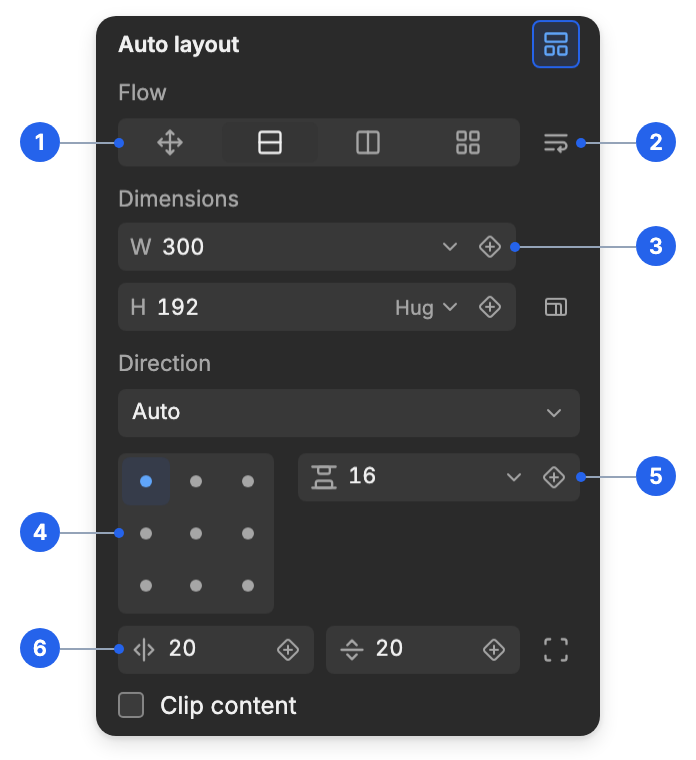 Auto layout
Flow
1
2
Dimensions
W 300
3
H 192 Hug
Direction
Auto
16
5
4
6
20
20
Clip content